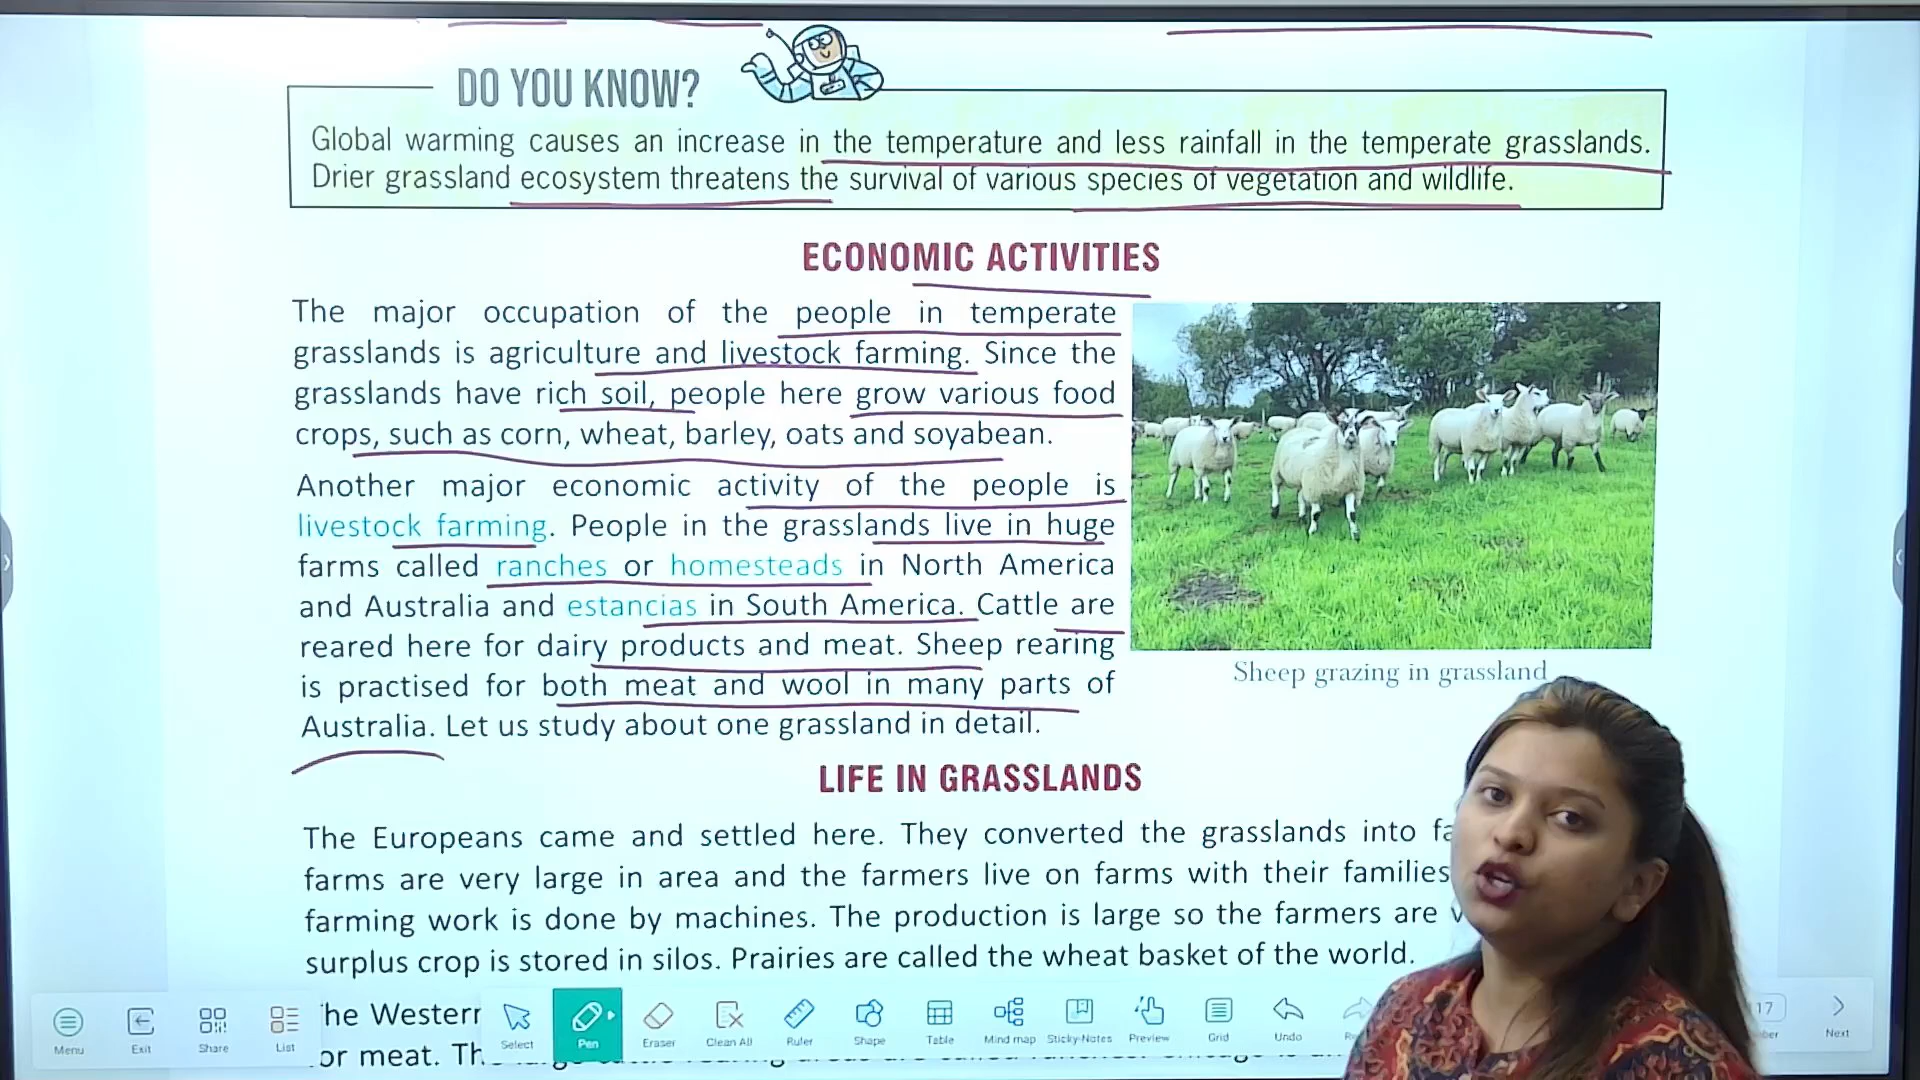 DO YOU KNOW?
Global warming causes an increase in the temperature and less rainfall in the temperate grasslands.
Drier grassland ecosystem threatens the survival of various species of vegetation and wildlife.
ECONOMIC ACTIVITIES
The major occupation of the people in temperate
grasslands is agriculture and livestock farming. Since the
grasslands have rich soil, people here grow various food
crops, such as corn, wheat, barley, oats and soyabean.
Another major economic activity of the people is
livestock farming. People in the grasslands live in huge
farms called ranches or homesteads in North America
and Australia and estancias in South America. Cattle are
reared here for dairy products and meat. Sheep rearing
is practised for both meat and wool in many parts of
Australia. Let us study about one grassland in detail.
Sheep grazing in grassland
LIFE IN GRASSLANDS
The Europeans came and settled here. They converted the grasslands into fa
farms are very large in area and the farmers live on farms with their families
farming work is done by machines. The production is large so the farmers are
surplus crop is stored in silos. Prairies are called the wheat basket of the world.
The Western
or meat.
Menu Exit Share List Select Pen Eraser Clean All Ruler Shape Table Mind map Sticky-Notes Preview Grid Undo 17 Next